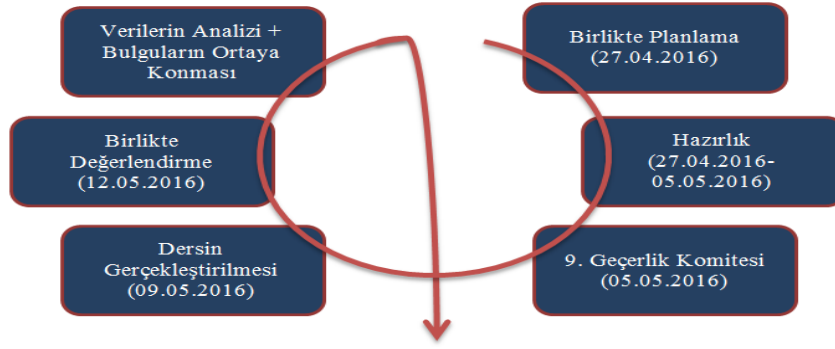 Verilerin Analizi +
Bulguların Ortaya
Konması
Birlikte Planlama
(27.04.2016)
Birlikte
Değerlendirme
(12.05.2016)
Hazırlık
(27.04.2016-
05.05.2016)
Dersin
Gerçekleştirilmesi
(09.05.2016)
9. Geçerlik Komitesi
(05.05.2016)